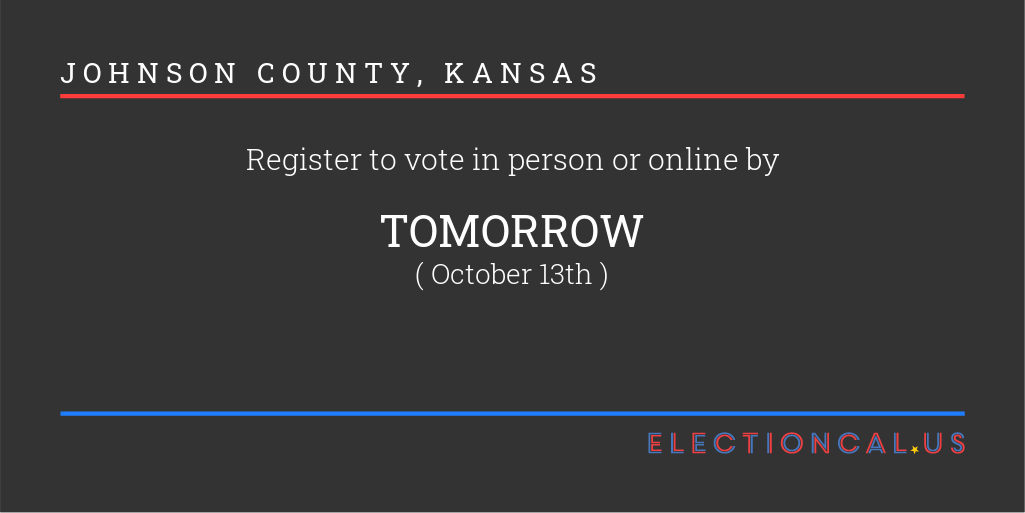 JOHNSON COUNTY, KANSAS
Register to vote in person or online by
TOMORROW
( October 13th )
ELECTIONCAL.US